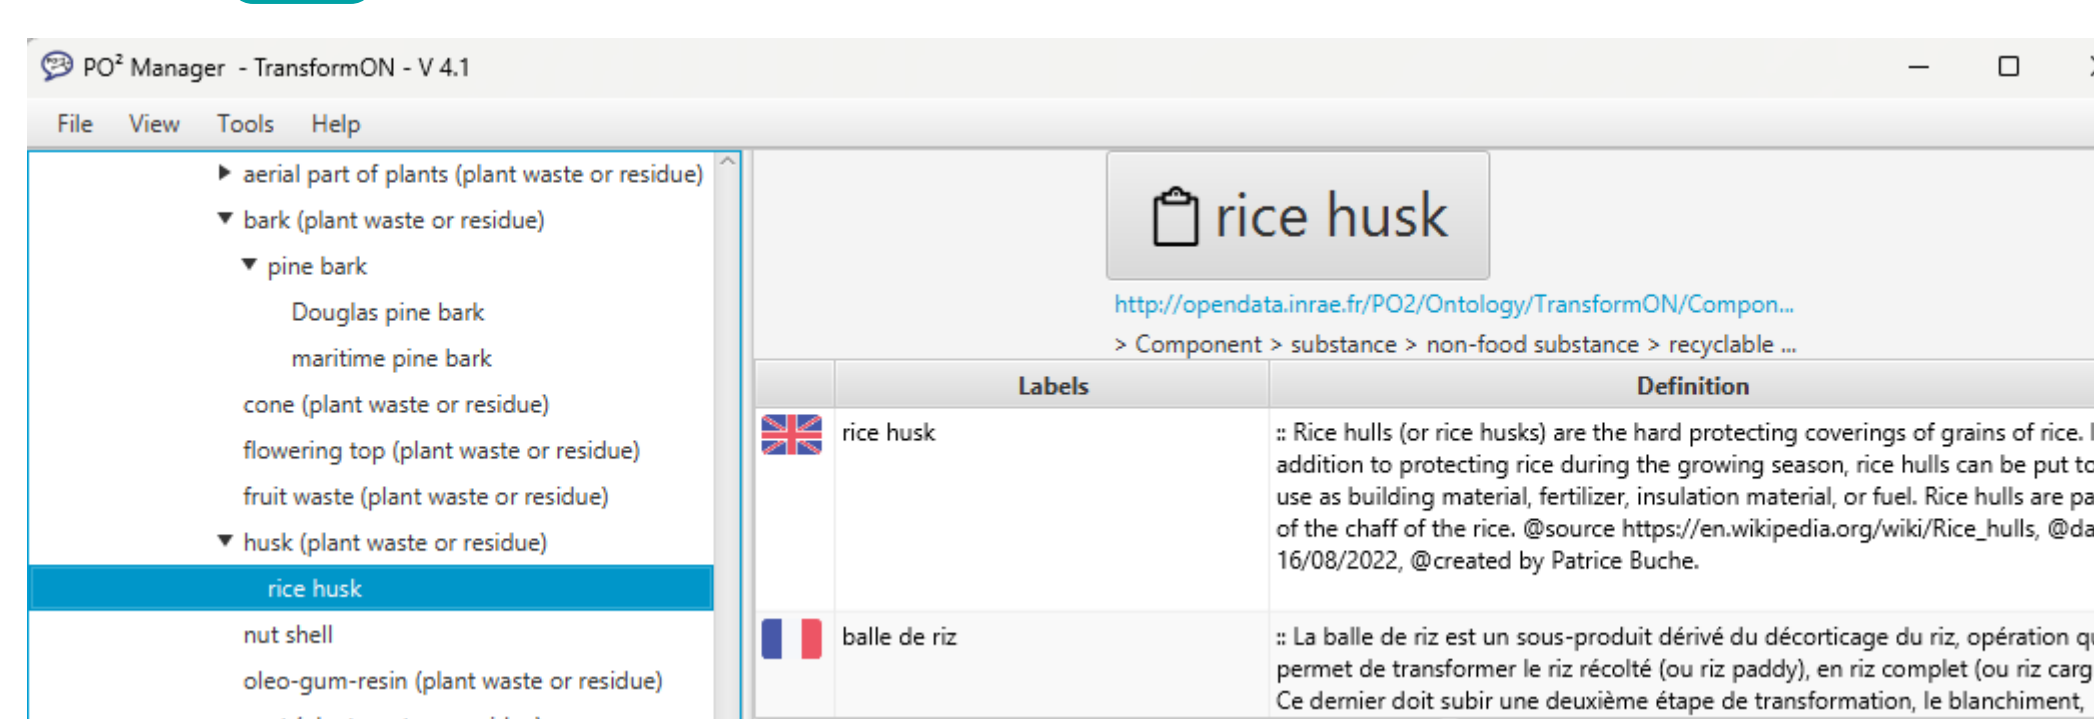 PO² Manager - TransformON - V 4.1
File View Tools Help
aerial part of plants (plant waste or residue)
bark (plant waste or residue)
pine bark
Douglas pine bark
maritime pine bark
cone (plant waste or residue)
flowering top (plant waste or residue)
fruit waste (plant waste or residue)
husk (plant waste or residue)
rice husk
nut shell
oleo-gum-resin (plant waste or residue)
rice husk
http://opendata.inrae.fr/PO2/Ontology/TransformON/Compon...
> Component > substance > non-food substance > recyclable ...
Labels Definition
rice husk
:: Rice hulls (or rice husks) are the hard protecting coverings of grains of rice.
addition to protecting rice during the growing season, rice hulls can be put to
use as building material, fertilizer, insulation material, or fuel. Rice hulls are pa
of the chaff of the rice. @source https://en.wikipedia.org/wiki/Rice_hulls, @da
16/08/2022, @created by Patrice Buche.
balle de riz
:: La balle de riz est un sous-produit dérivé du décorticage du riz, opération qu
permet de transformer le riz récolté (ou riz paddy), en riz complet (ou riz carg
Ce dernier doit subir une deuxième étape de transformation, le blanchiment,